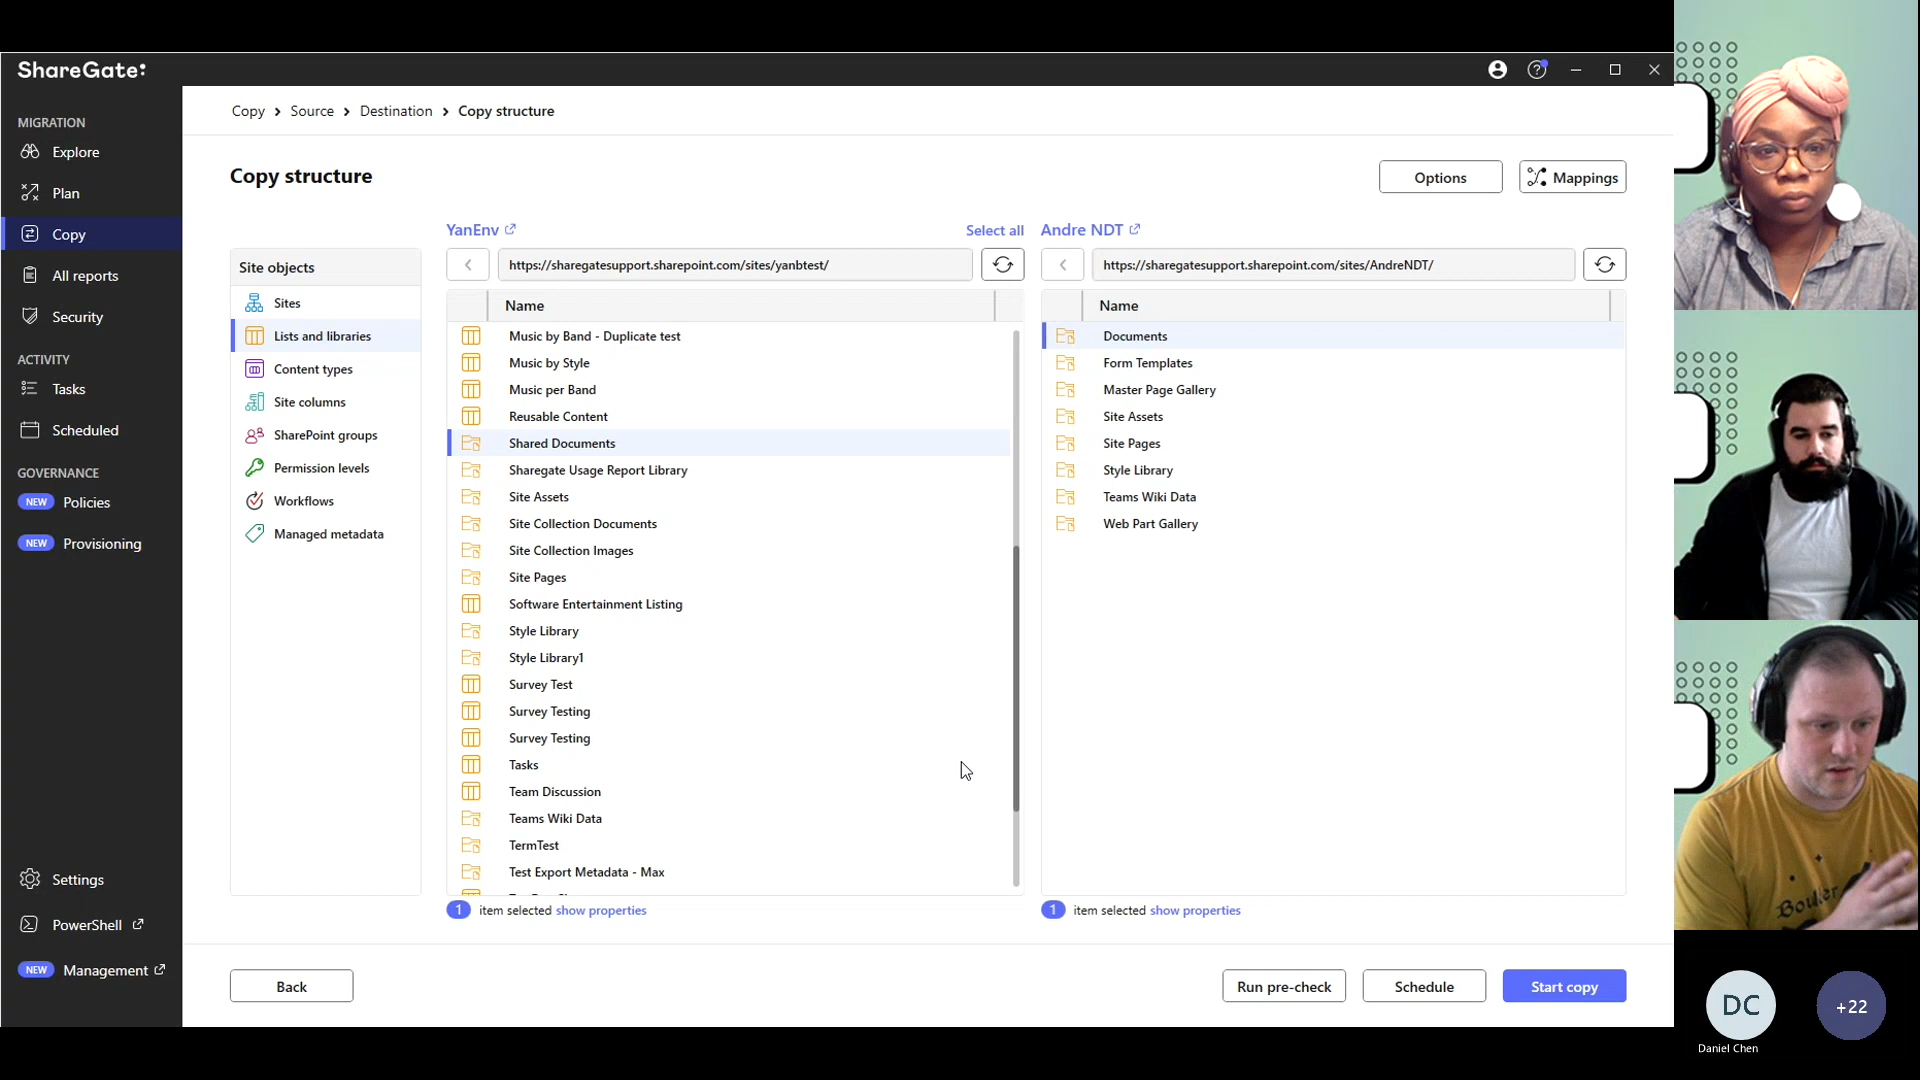 ShareGate:
MIGRATION
Explore
Plan
Copy
All reports
Security
ACTIVITY
Tasks
Scheduled
GOVERNANCE
NEW Policies
NEW Provisioning
Settings
PowerShell
NEW Management
Copy > Source > Destination > Copy structure
Copy structure
Options
Mappings
Site objects
Sites
Lists and libraries
Content types
Site columns
SharePoint groups
Permission levels
Workflows
Managed metadata
YanEnv
Select all
https://sharegatesupport.sharepoint.com/sites/yanbtest/
Name
Music by Band - Duplicate test
Music by Style
Music per Band
Reusable Content
Shared Documents
Sharegate Usage Report Library
Site Assets
Site Collection Documents
Site Collection Images
Site Pages
Software Entertainment Listing
Style Library
Style Library1
Survey Test
Survey Testing
Survey Testing
Tasks
Team Discussion
Teams Wiki Data
TermTest
Test Export Metadata - Max
1 item selected show properties
Andre NDT
https://sharegatesupport.sharepoint.com/sites/AndreNDT/
Name
Documents
Form Templates
Master Page Gallery
Site Assets
Site Pages
Style Library
Teams Wiki Data
Web Part Gallery
1 item selected show properties
Back
Run pre-check
Schedule
Start copy
DC
Daniel Chen
+22